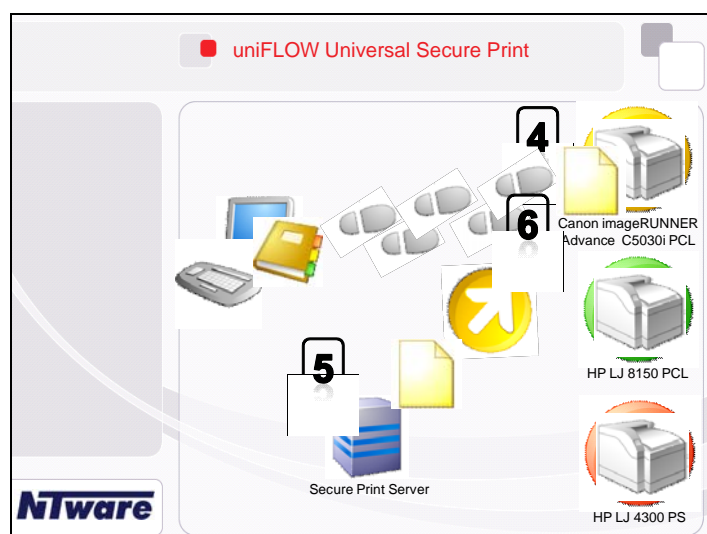 uniFLOW Universal Secure Print
4
6
Canon imageRUNNER
Advance C5030i PCL
HP LJ 8150 PCL
5
Secure Print Server
HP LJ 4300 PS
NTware